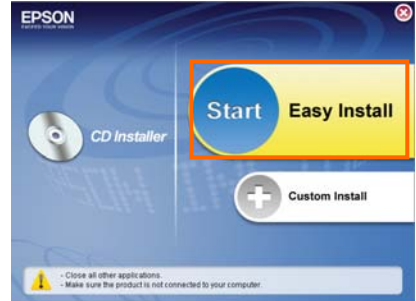 EPSON
EXCEED YOUR VISION
Start
Easy Install
CD Installer
Custom Install
- Close all other applications.
- Make sure the product is not connected to your computer.